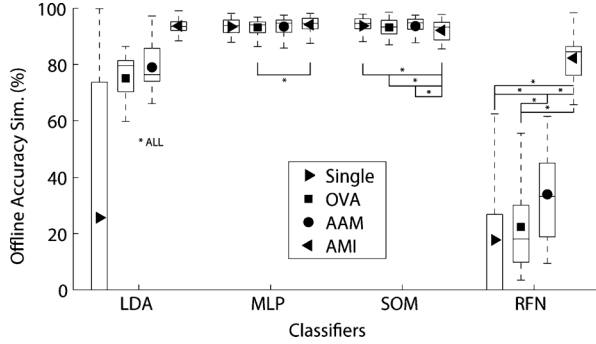 100
80
60
40
20
0
Offline Accuracy Sim. (%)
* ALL
*
*
*
*
*
*
*
*
*
Single
OVA
AAM
AMI
LDA
MLP
SOM
RFN
Classifiers